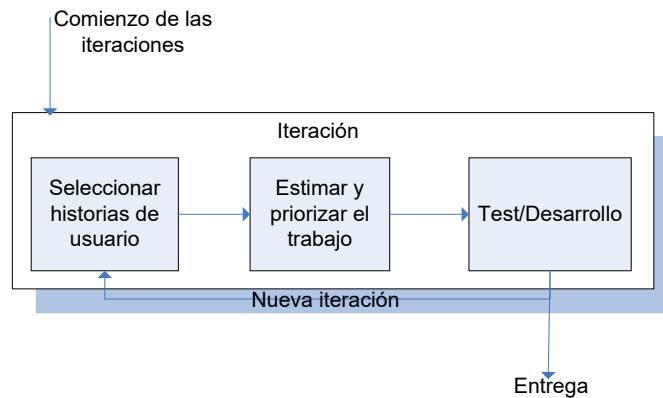 Comienzo de las
iteraciones
Iteración
Seleccionar
historias de
usuario
Estimar y
priorizar el
trabajo
Test/Desarrollo
Nueva iteración
Entrega